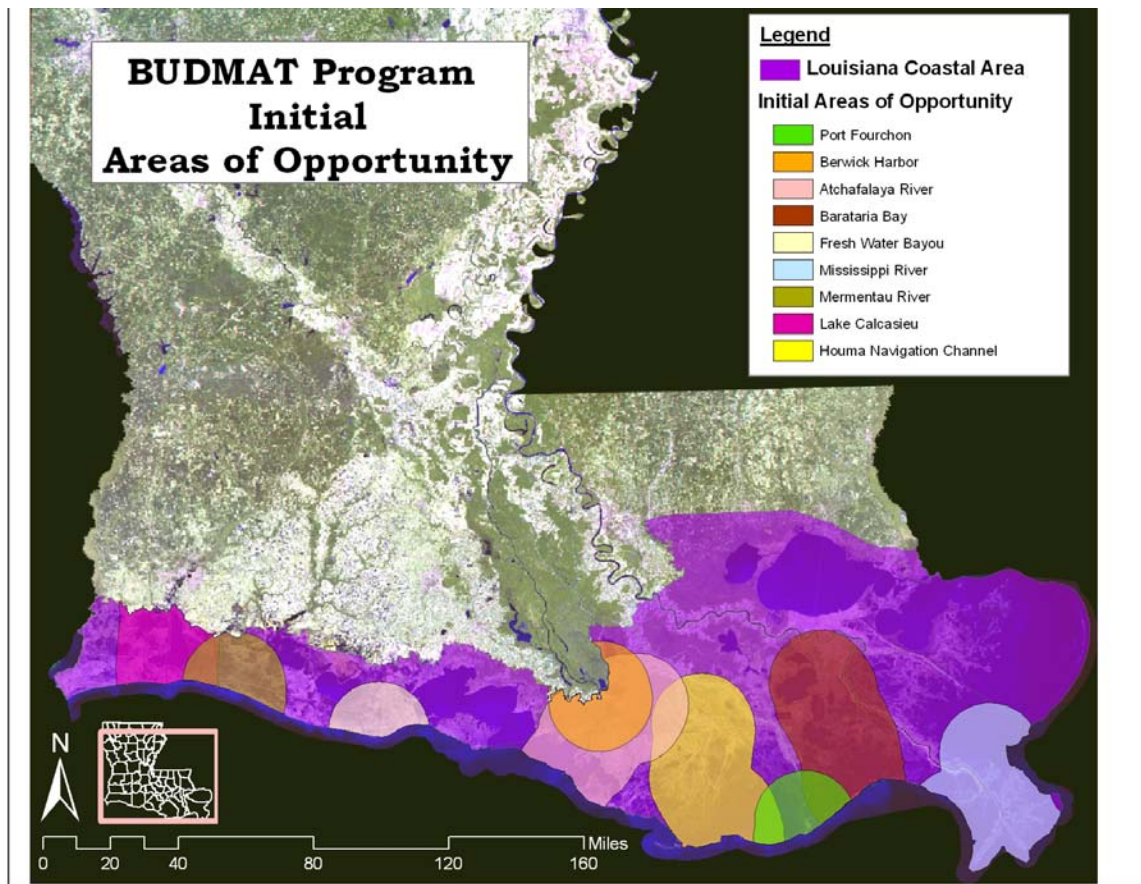 BUDMAT Program
Initial
Areas of Opportunity
Legend
Louisiana Coastal Area
Initial Areas of Opportunity
Port Fourchon
Berwick Harbor
Atchafalaya River
Barataria Bay
Fresh Water Bayou
Mississippi River
Mermentau River
Lake Calcasieu
Houma Navigation Channel
N
Miles
0 20 40 80 120 160